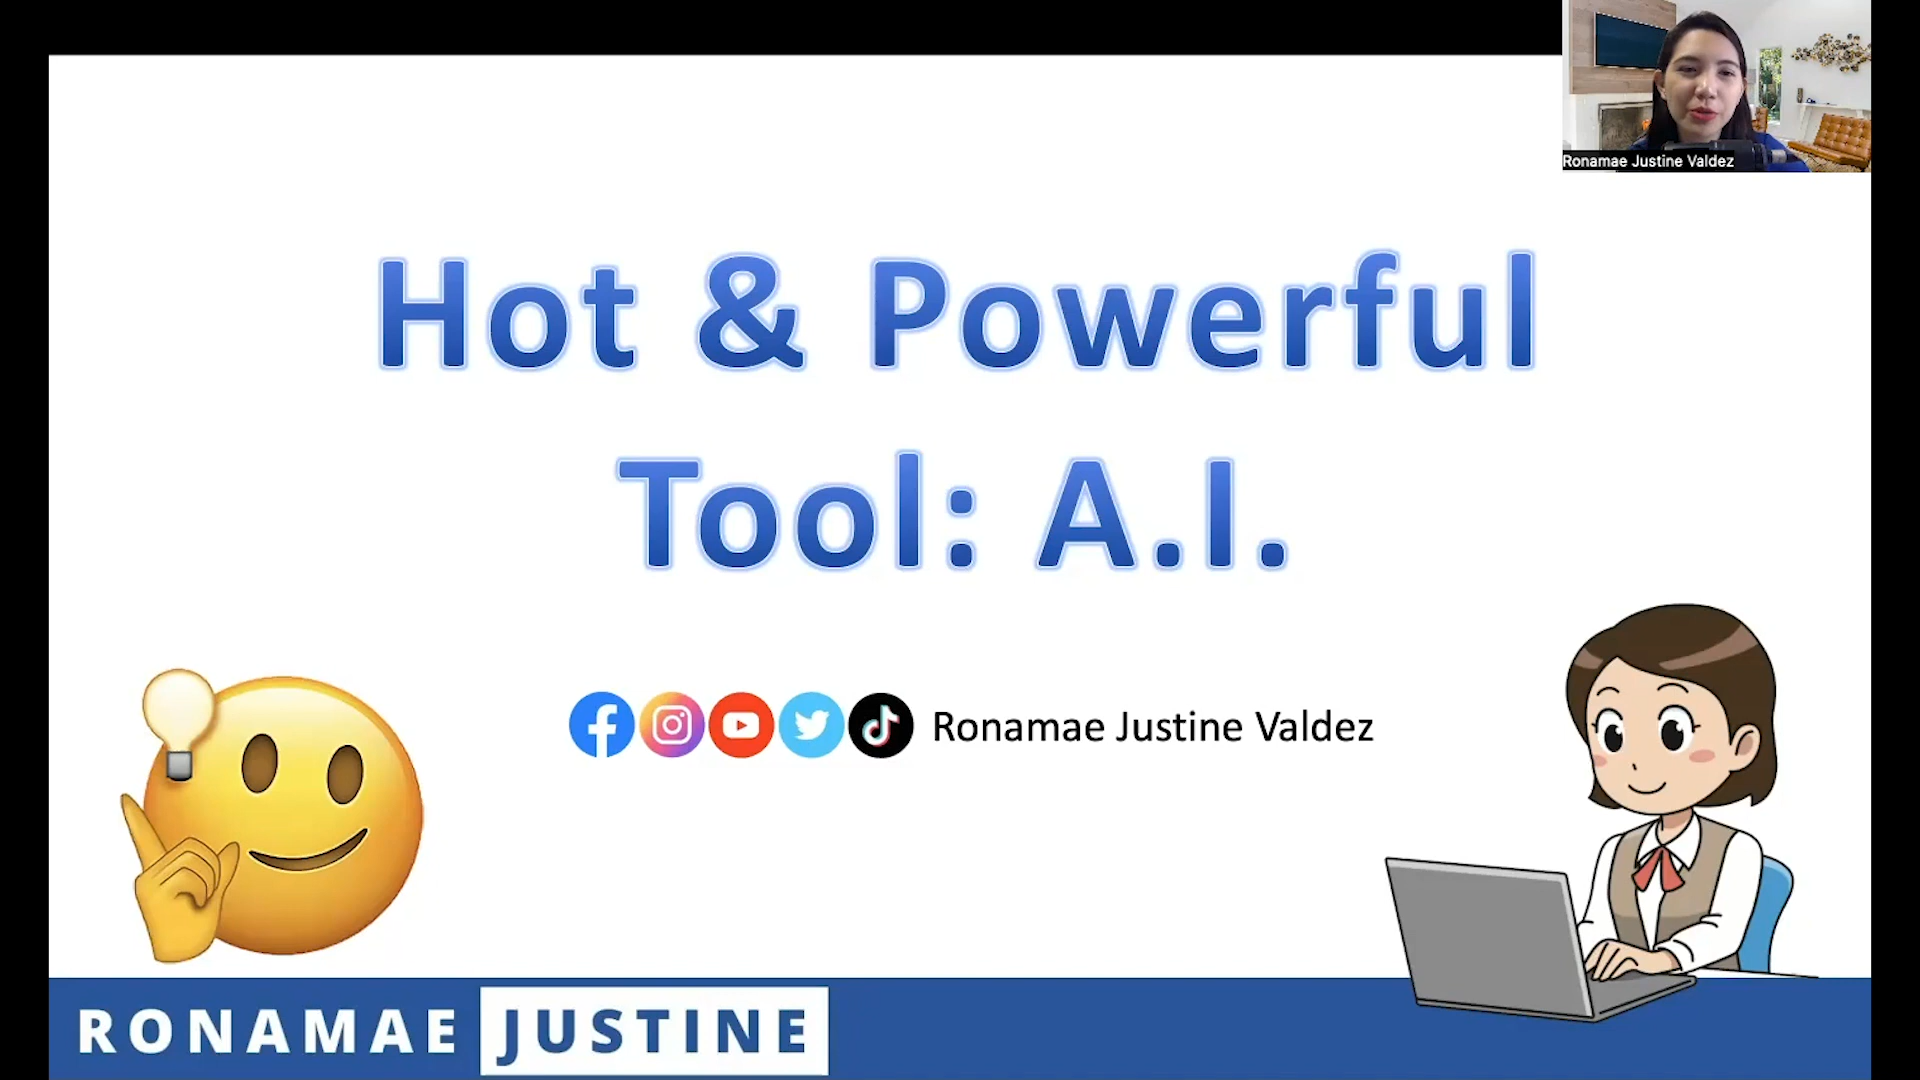 Ronamae Justine Valdez
Hot & Powerful
Tool: A.I.
Ronamae Justine Valdez
RONAMAE JUSTINE